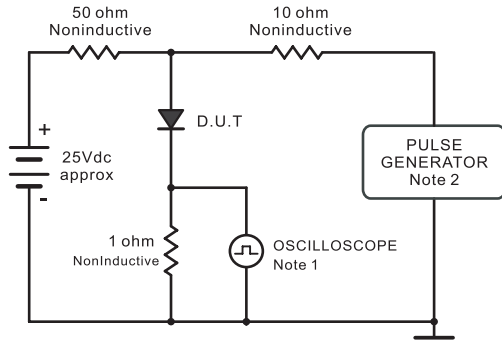 50 ohm
Noninductive
10 ohm
Noninductive
D.U.T
+
25Vdc
approx
-
PULSE
GENERATOR
Note 2
1 ohm
NonInductive
OSCILLOSCOPE
Note 1